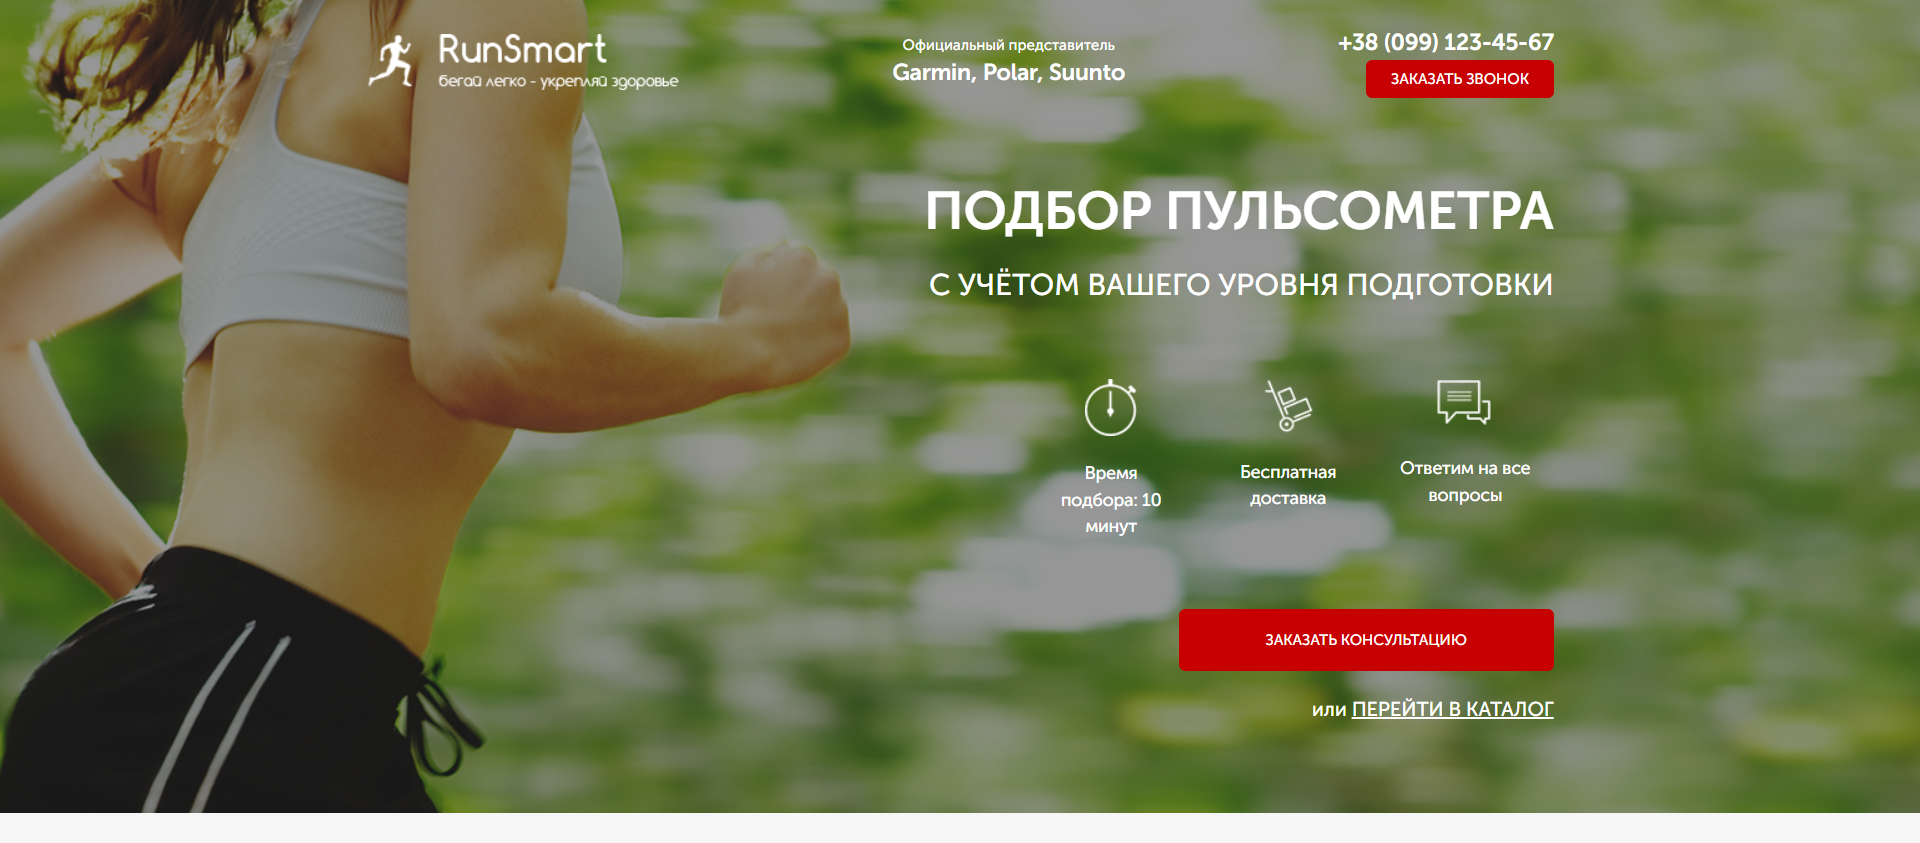 RunSmart
бегай легко - укрепляй здоровье
Официальный представитель
Garmin, Polar, Suunto
+38 (099) 123-45-67
ЗАКАЗАТЬ ЗВОНОК
ПОДБОР ПУЛЬСОМЕТРА
С УЧЁТОМ ВАШЕГО УРОВНЯ ПОДГОТОВКИ
Время
подбора: 10
минут
Бесплатная
доставка
Ответим на все
вопросы
ЗАКАЗАТЬ КОНСУЛЬТАЦИЮ
или ПЕРЕЙТИ В КАТАЛОГ